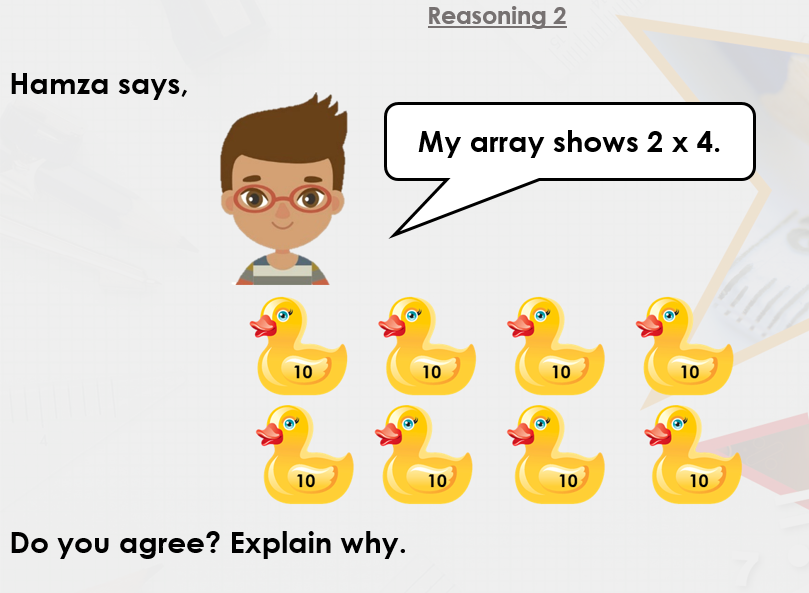 Reasoning 2
Hamza says,
My array shows 2 x 4.
10 10 10 10
10 10 10 10
Do you agree? Explain why.